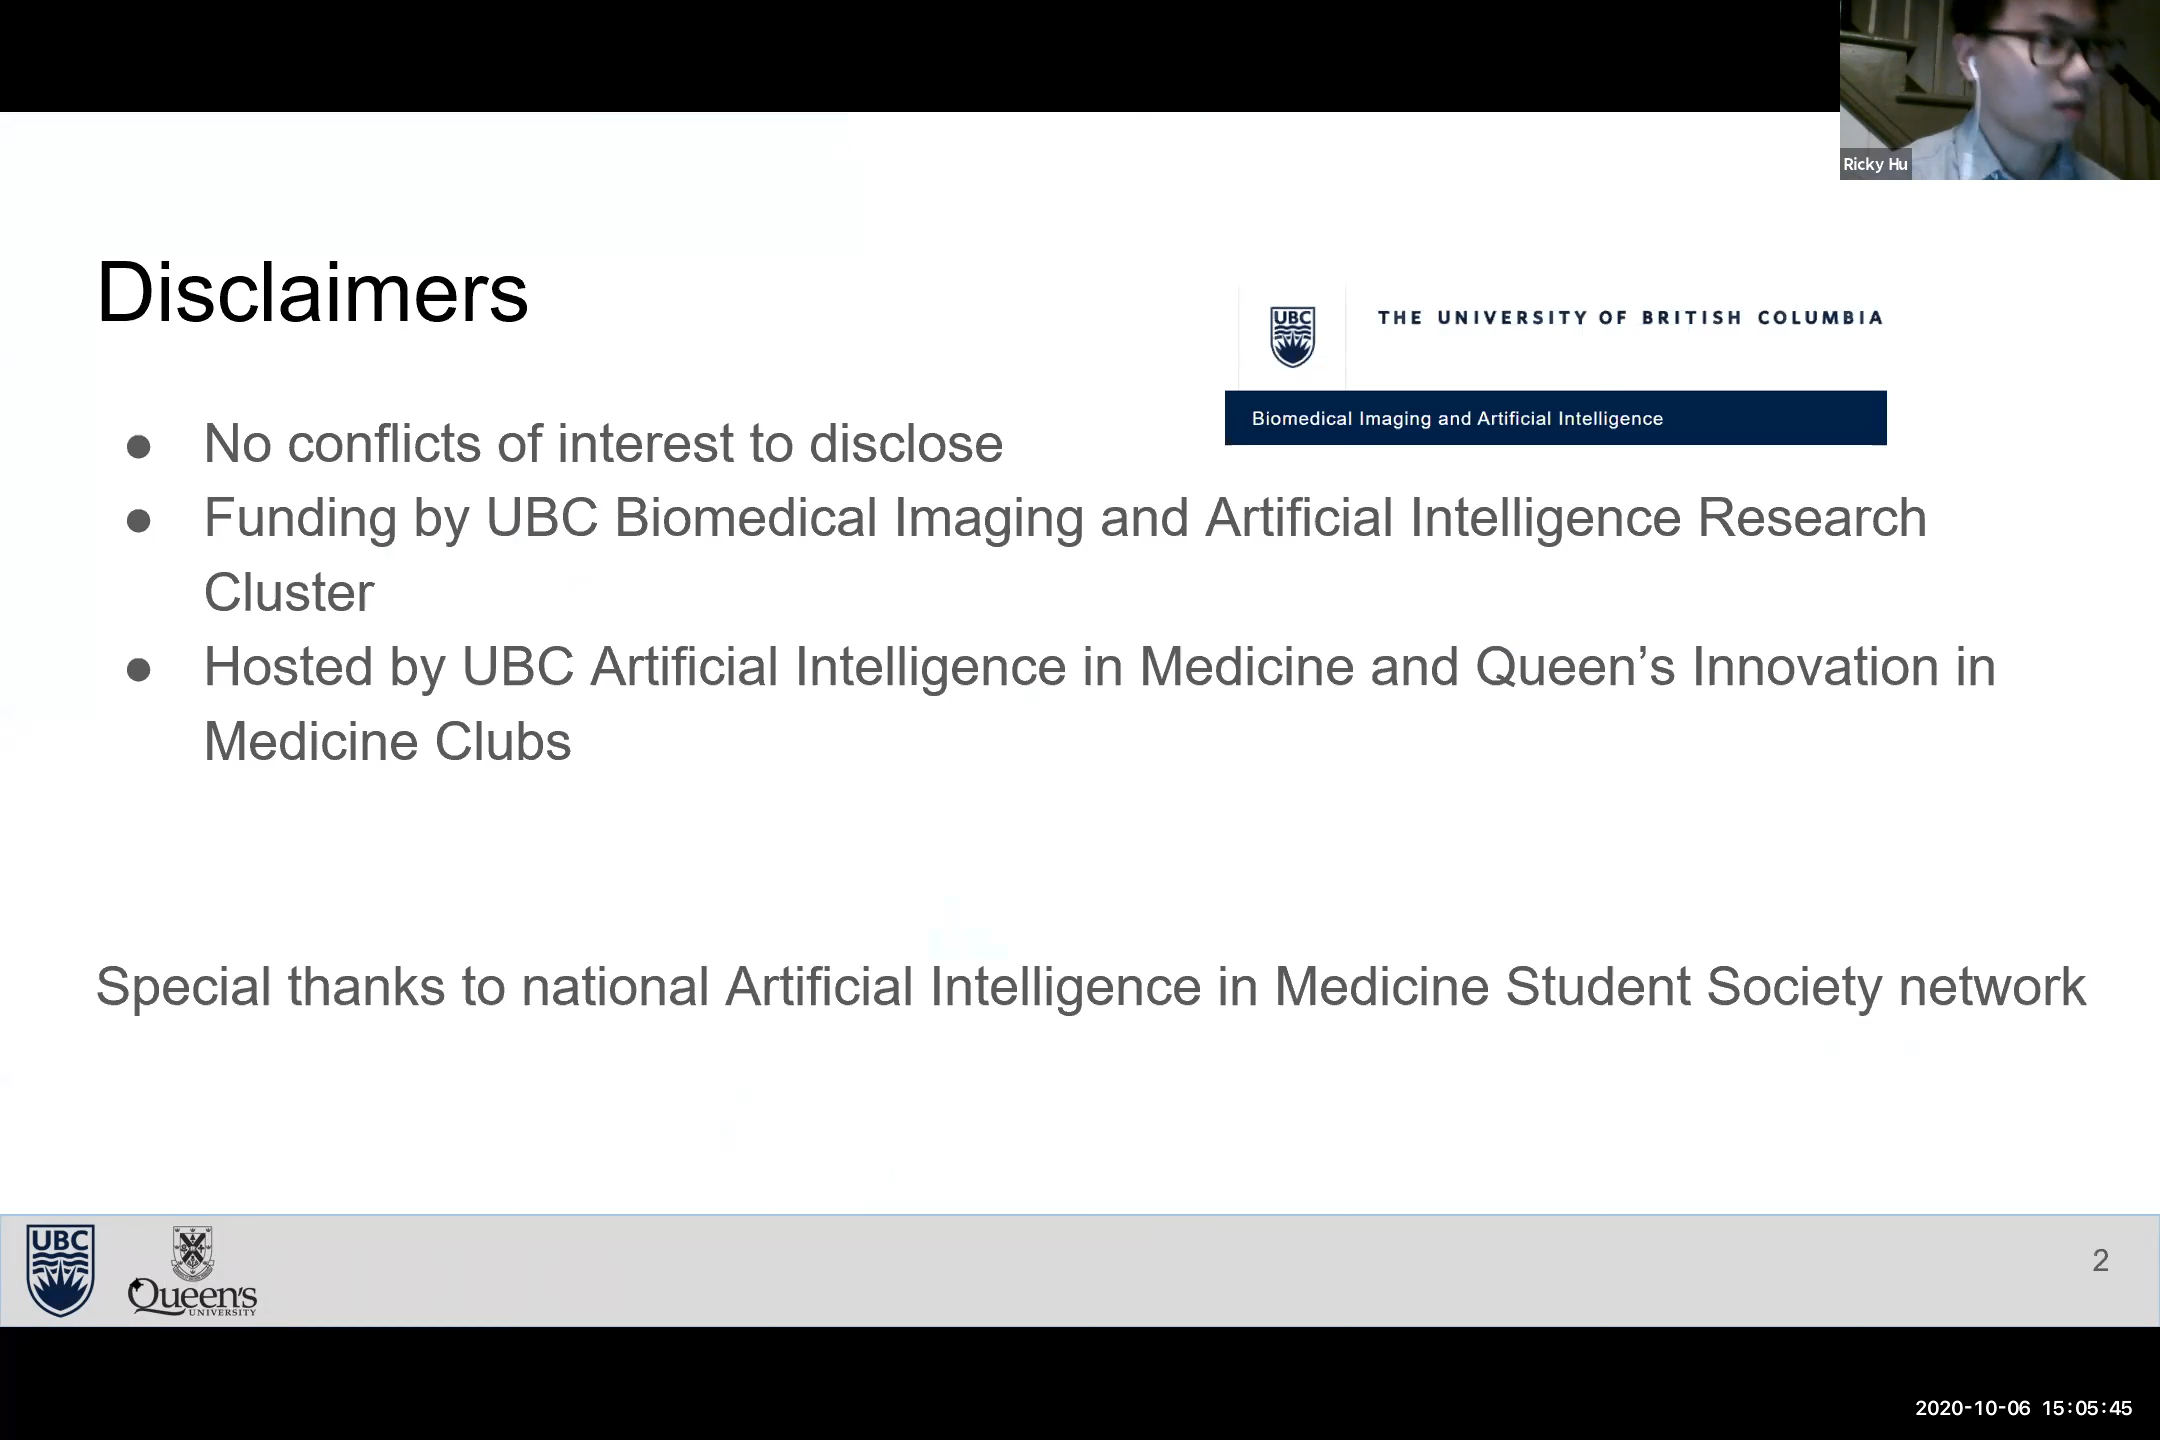 Ricky Hu
Disclaimers
UBC
THE UNIVERSITY OF BRITISH COLUMBIA
Biomedical Imaging and Artificial Intelligence
● No conflicts of interest to disclose
● Funding by UBC Biomedical Imaging and Artificial Intelligence Research
Cluster
● Hosted by UBC Artificial Intelligence in Medicine and Queen’s Innovation in
Medicine Clubs
Special thanks to national Artificial Intelligence in Medicine Student Society network
UBC
Queen's
UNIVERSITY
2
2020-10-06 15:05:45